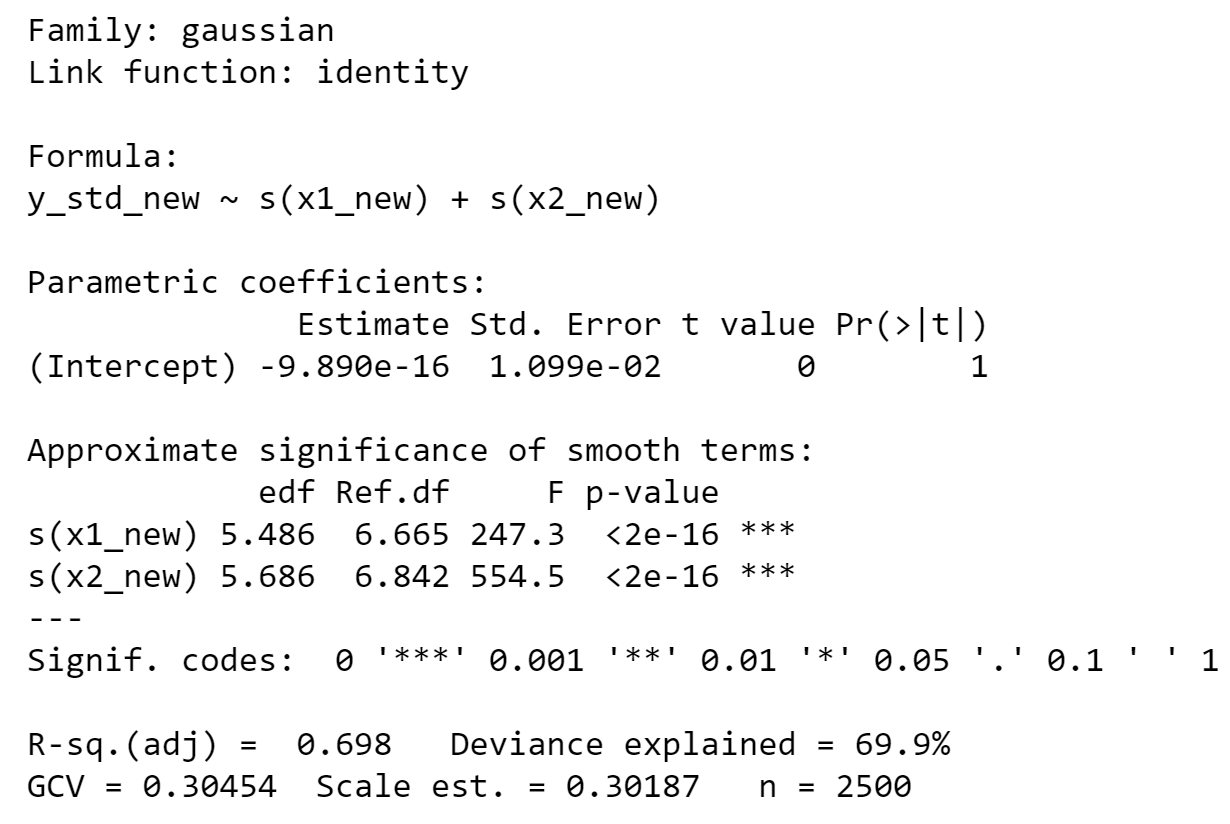 Family: gaussian
Link function: identity
Formula:
y_std_new ~ s(x1_new) + s(x2_new)
Parametric coefficients:
Estimate Std. Error t value Pr(>|t|)
(Intercept) -9.890e-16 1.099e-02 0 1
Approximate significance of smooth terms:
edf Ref.df F p-value
s(x1_new) 5.486 6.665 247.3 <2e-16 ***
s(x2_new) 5.686 6.842 554.5 <2e-16 ***
---
Signif. codes: 0 '***' 0.001 '**' 0.01 '*' 0.05 '.' 0.1 ' ' 1
R-sq.(adj) = 0.698 Deviance explained = 69.9%
GCV = 0.30454 Scale est. = 0.30187 n = 2500